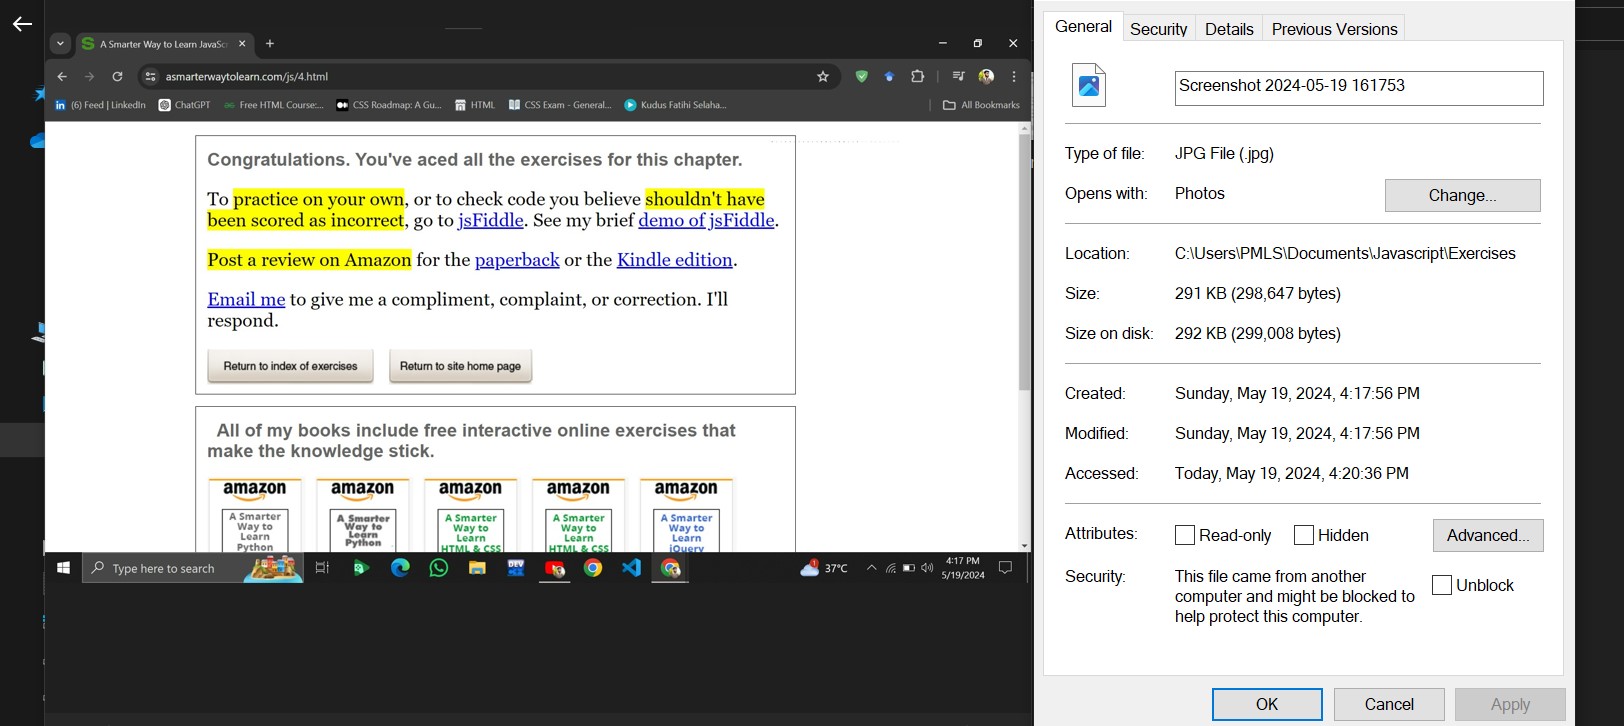 A Smarter Way to Learn JavaSc
asmarterwaytolearn.com/js/4.html
(6) Feed | LinkedIn
ChatGPT
Free HTML Course:...
CSS Roadmap: A Gu...
HTML
CSS Exam - General...
Kudus Fatihi Selaha...
All Bookmarks
Congratulations. You've aced all the exercises for this chapter.
To practice on your own, or to check code you believe shouldn't have
been scored as incorrect, go to jsFiddle. See my brief demo of jsFiddle.
Post a review on Amazon for the paperback or the Kindle edition.
Email me to give me a compliment, complaint, or correction. I'll
respond.
Return to index of exercises
Return to site home page
All of my books include free interactive online exercises that
make the knowledge stick.
amazon
A Smarter
Way to
Learn
Python
amazon
A Smarter
Way to
Learn
Python
amazon
A Smarter
Way to
Learn
HTML & CSS
amazon
A Smarter
Way to
Learn
HTML & CSS
amazon
A Smarter
Way to
Learn
jQuery
Type here to search
DEV
37°C
4:17 PM
5/19/2024
General
Security
Details
Previous Versions
Screenshot 2024-05-19 161753
Type of file: JPG File (.jpg)
Opens with: Photos
Change...
Location: C:\Users\PMLS\Documents\Javascript\Exercises
Size: 291 KB (298,647 bytes)
Size on disk: 292 KB (299,008 bytes)
Created: Sunday, May 19, 2024, 4:17:56 PM
Modified: Sunday, May 19, 2024, 4:17:56 PM
Accessed: Today, May 19, 2024, 4:20:36 PM
Attributes: Read-only Hidden Advanced...
Security: This file came from another
computer and might be blocked to
help protect this computer.
Unblock
OK
Cancel
Apply